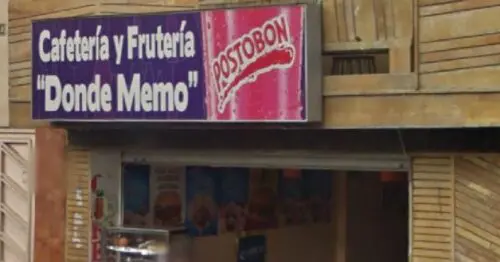 Cafetería y Frutería
"Donde Memo"
POSTOBON